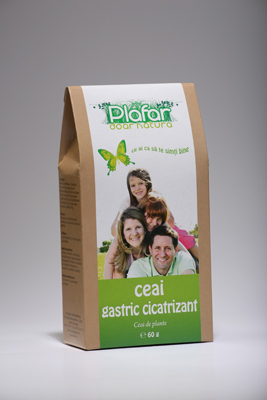 Plafar
doar natura
ce ai ca să te simți bine
ceai
gastric cicatrizant
Ceai de plante
℮ 60 g